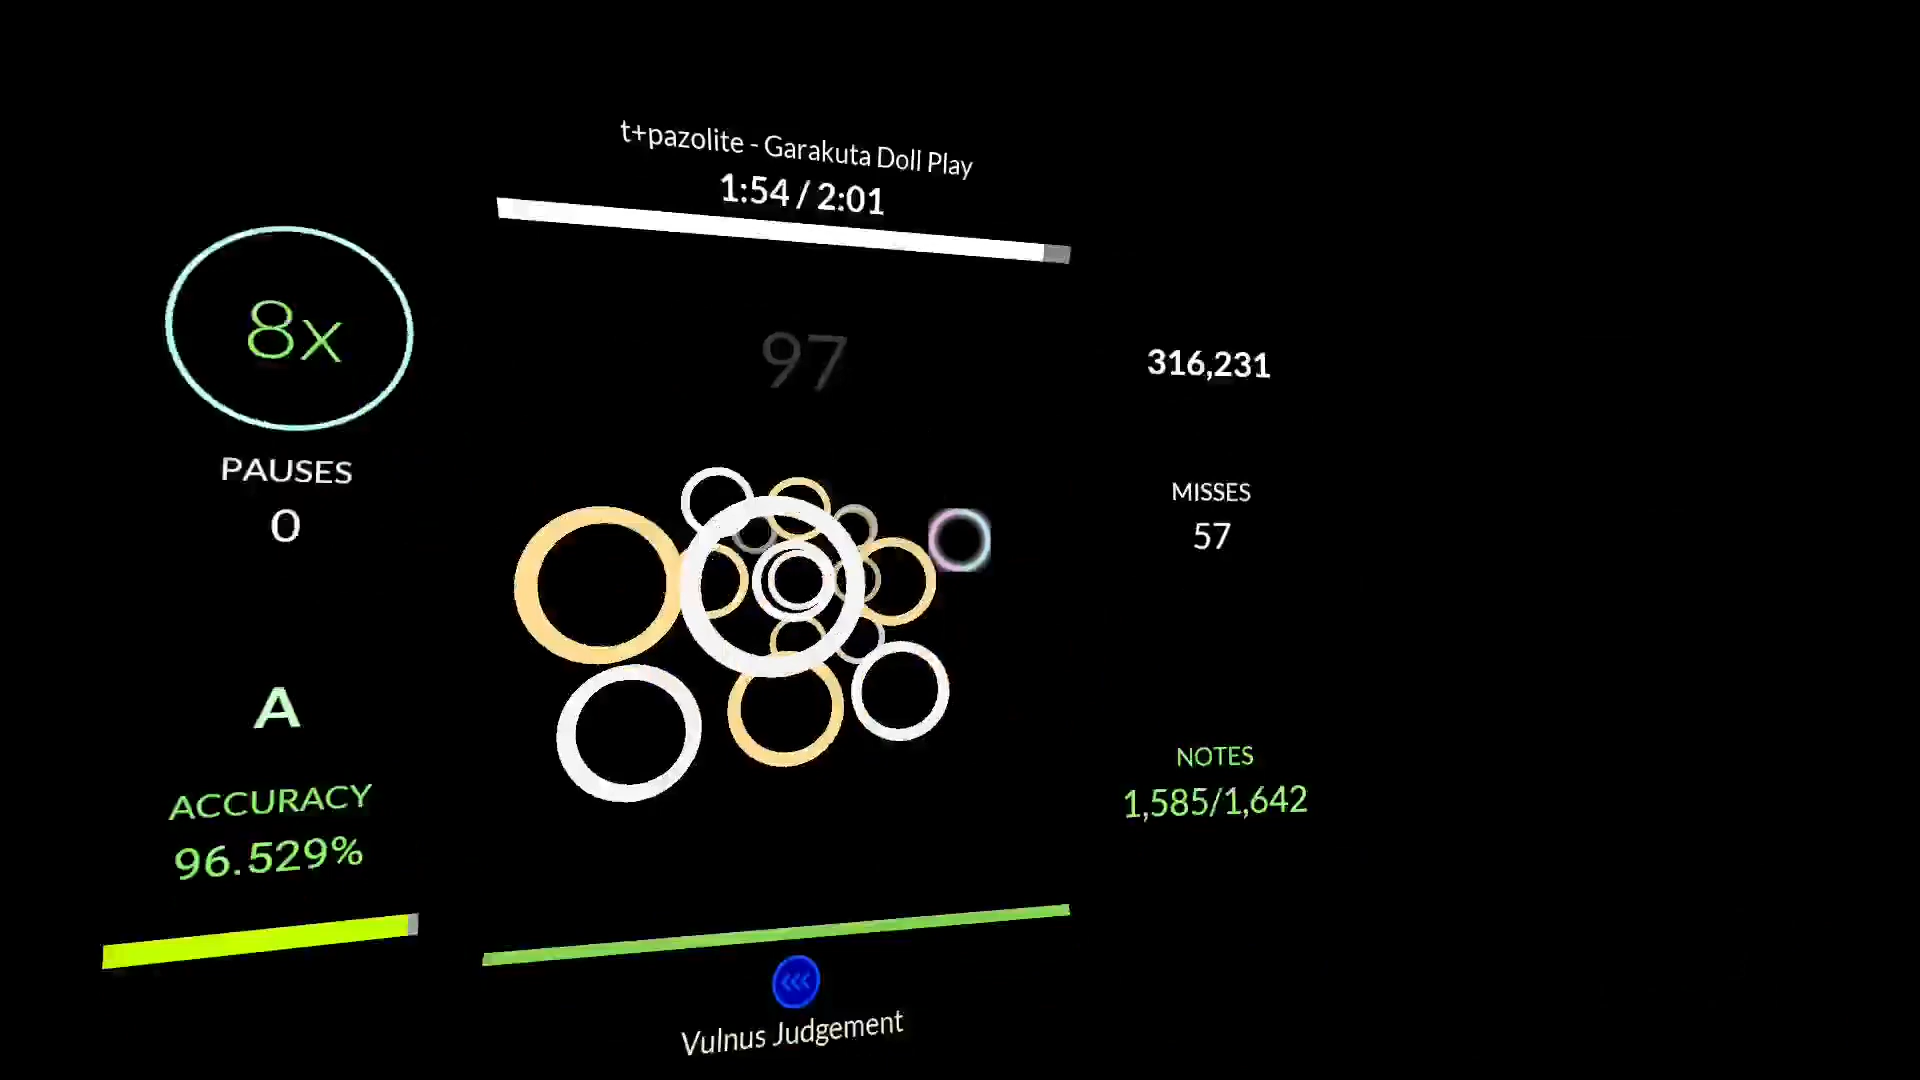 t+pazolite - Garakuta Doll Play
1:54 / 2:01
8x
97
316,231
PAUSES
0
MISSES
57
A
NOTES
1,585/1,642
ACCURACY
96.529%
Vulnus Judgement